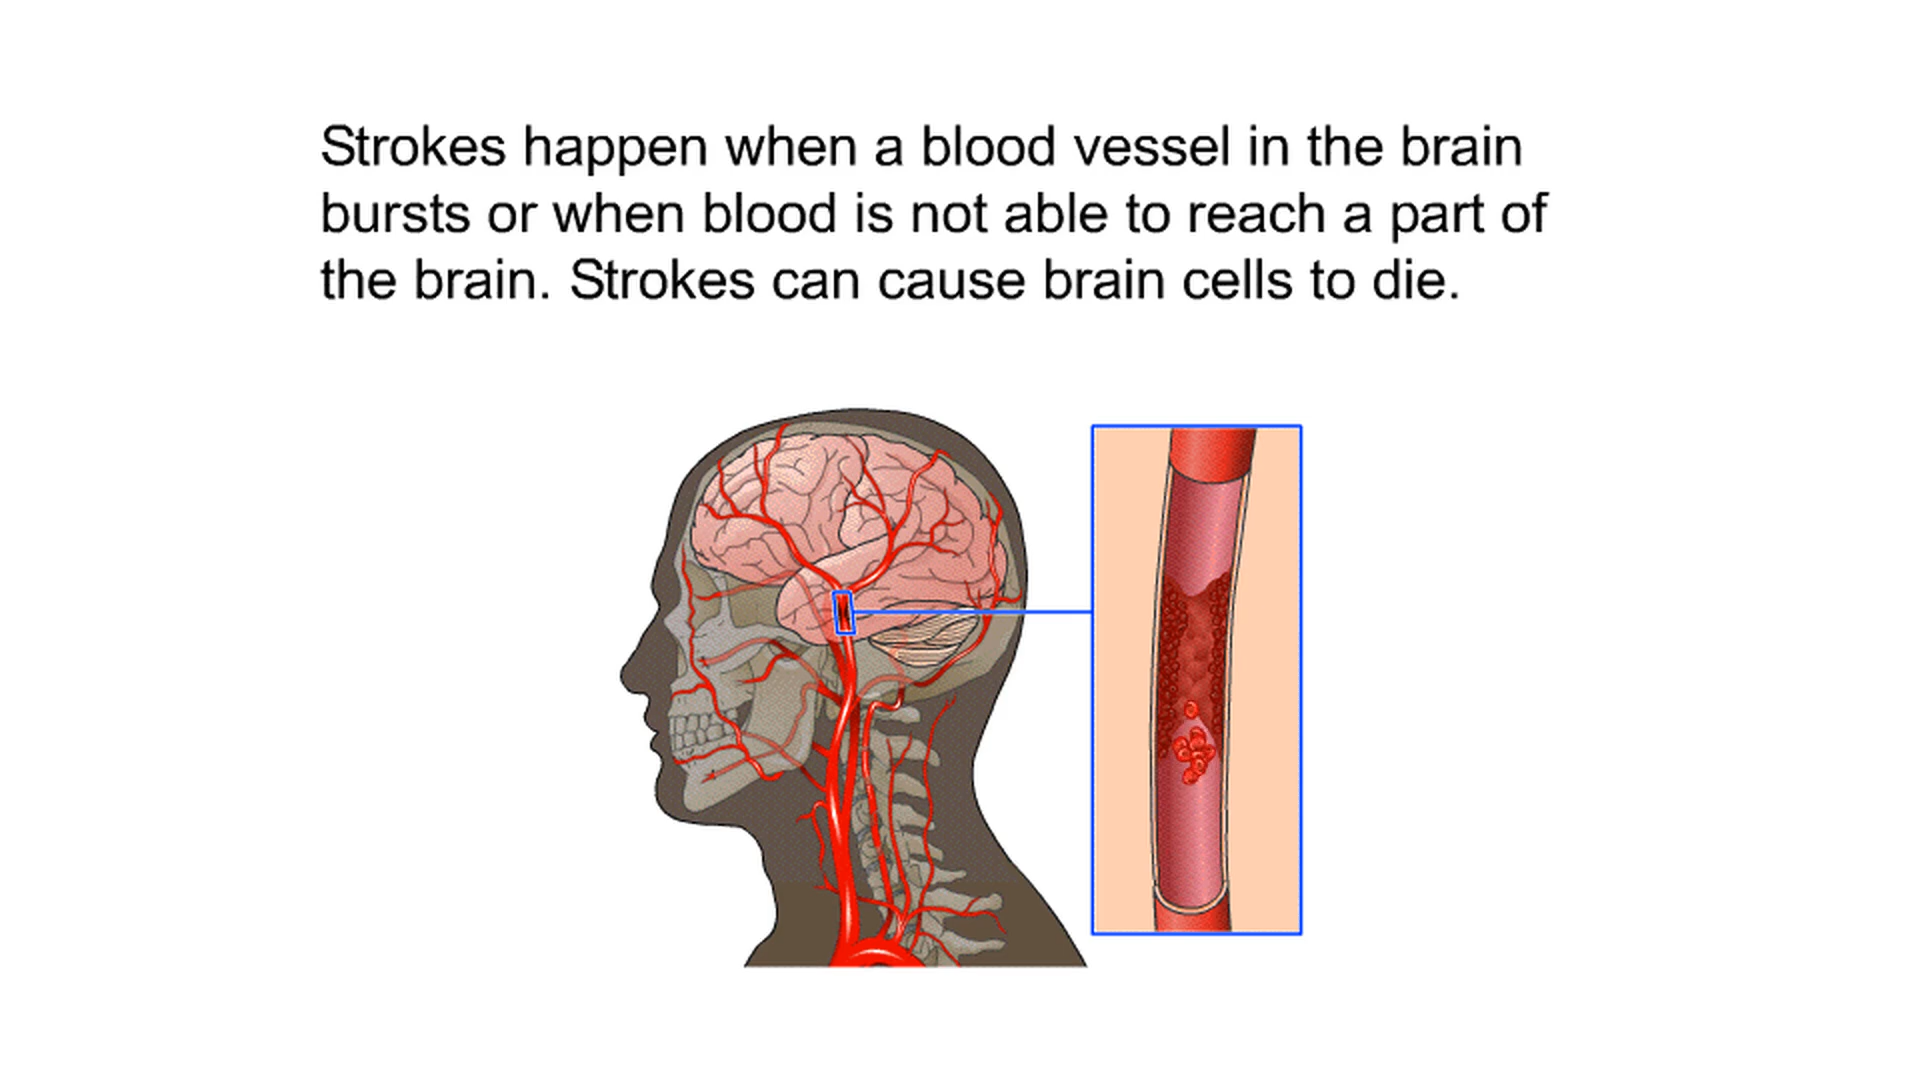 Strokes happen when a blood vessel in the brain
bursts or when blood is not able to reach a part of
the brain. Strokes can cause brain cells to die.